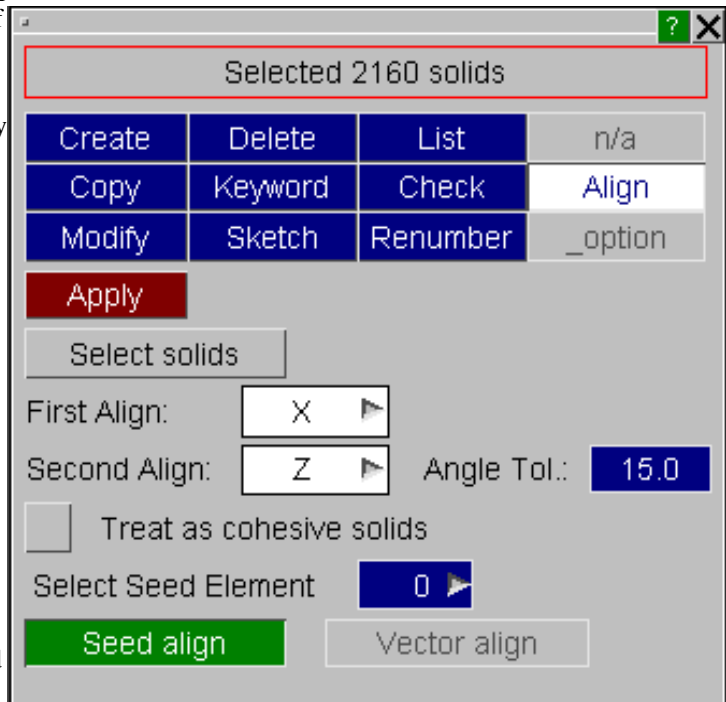 f
?
Selected 2160 solids
y
Create Delete List n/a
Copy Keyword Check Align
Modify Sketch Renumber _option
Apply
Select solids
First Align: X
Second Align: Z Angle Tol.: 15.0
Treat as cohesive solids
Select Seed Element 0
Seed align Vector align